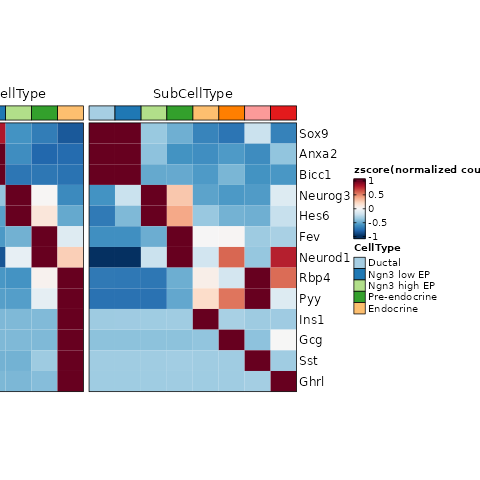 ellType
SubCellType
Sox9
Anxa2
Bicc1
Neurog3
Hes6
Fev
Neurod1
Rbp4
Pyy
Ins1
Gcg
Sst
Ghrl
zscore(normalized cou
1
0.5
0
-0.5
-1
CellType
Ductal
Ngn3 low EP
Ngn3 high EP
Pre-endocrine
Endocrine